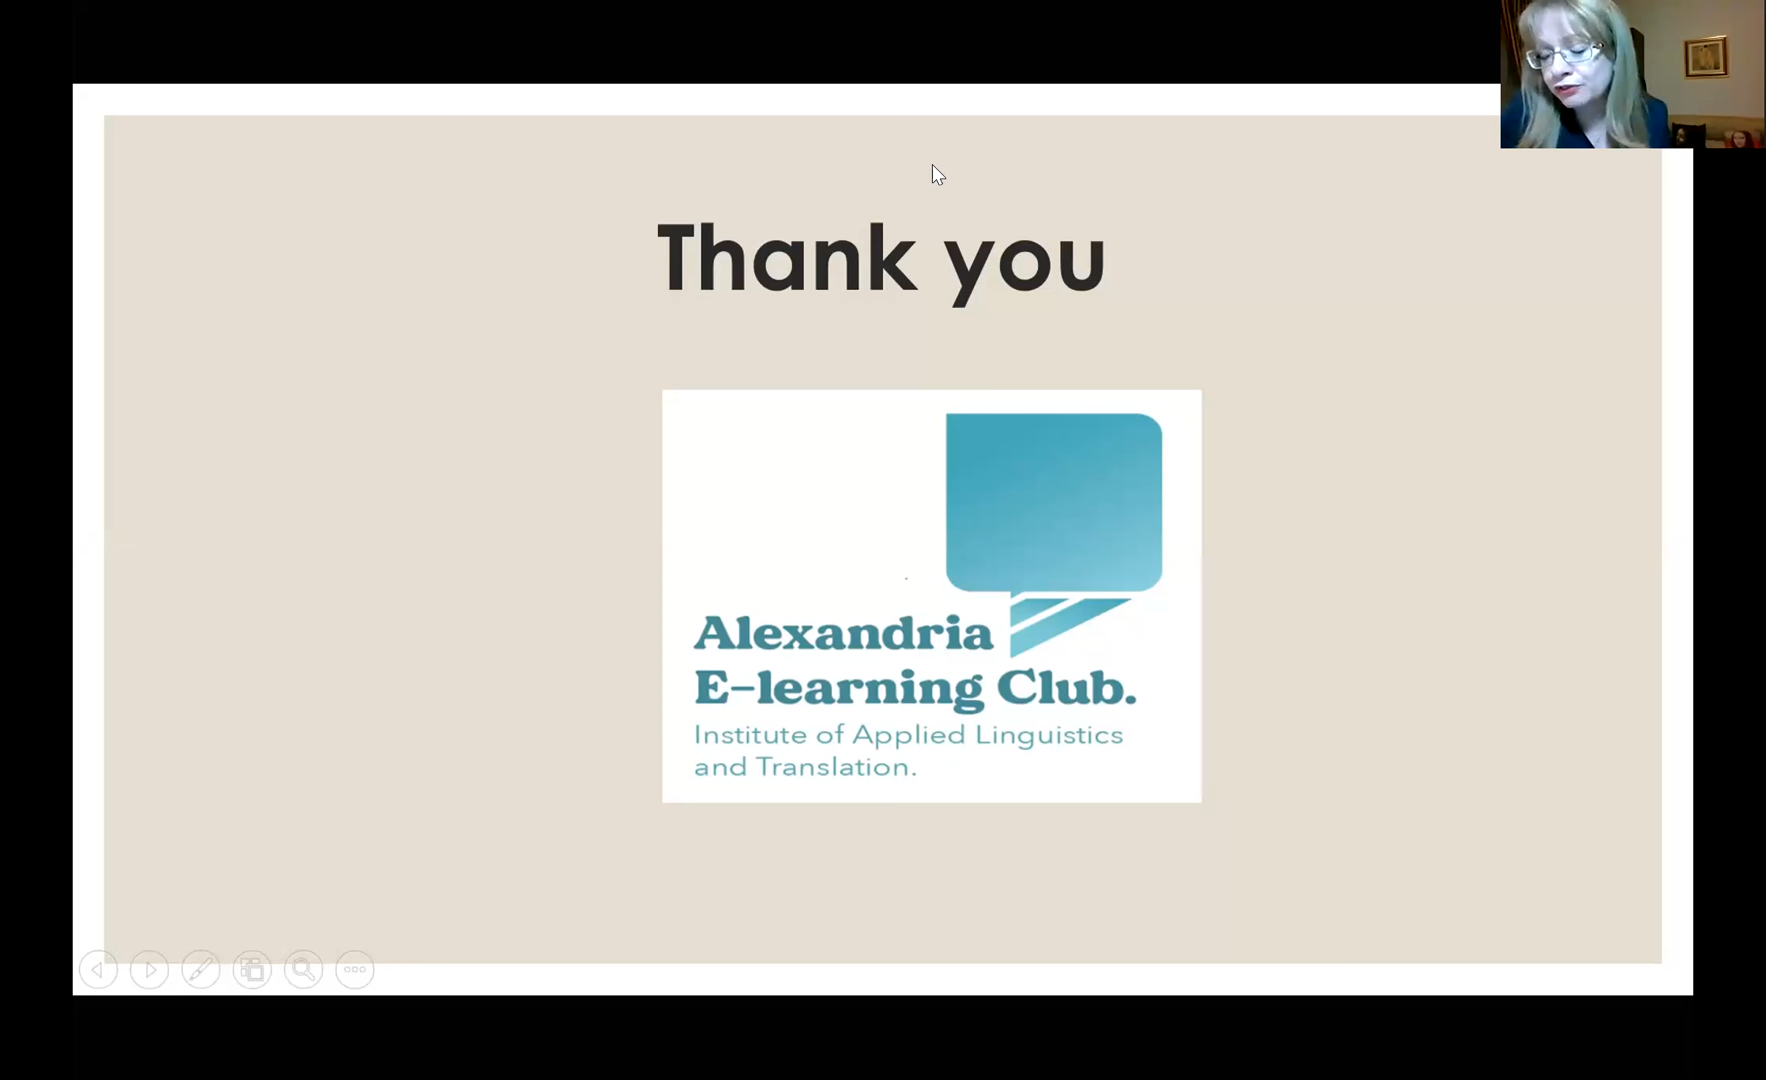 Thank you
Alexandria
E-learning Club.
Institute of Applied Linguistics
and Translation.